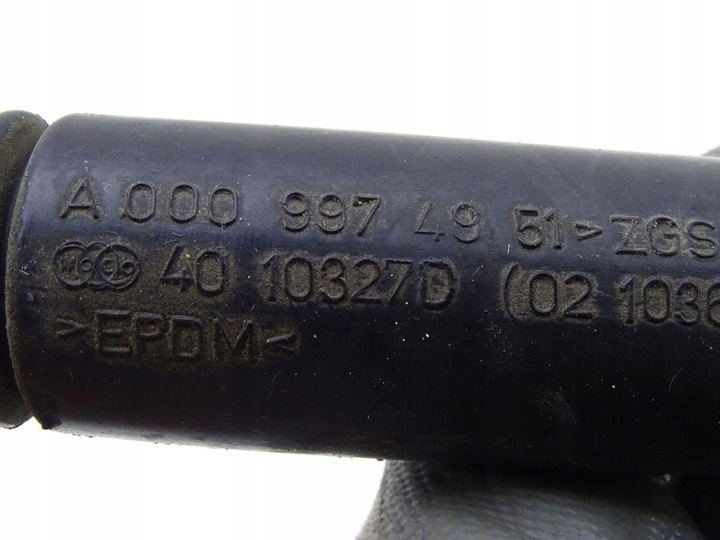 A 000 997 49 51 > ZGS
40 10327D (02 1036
>EPDM<